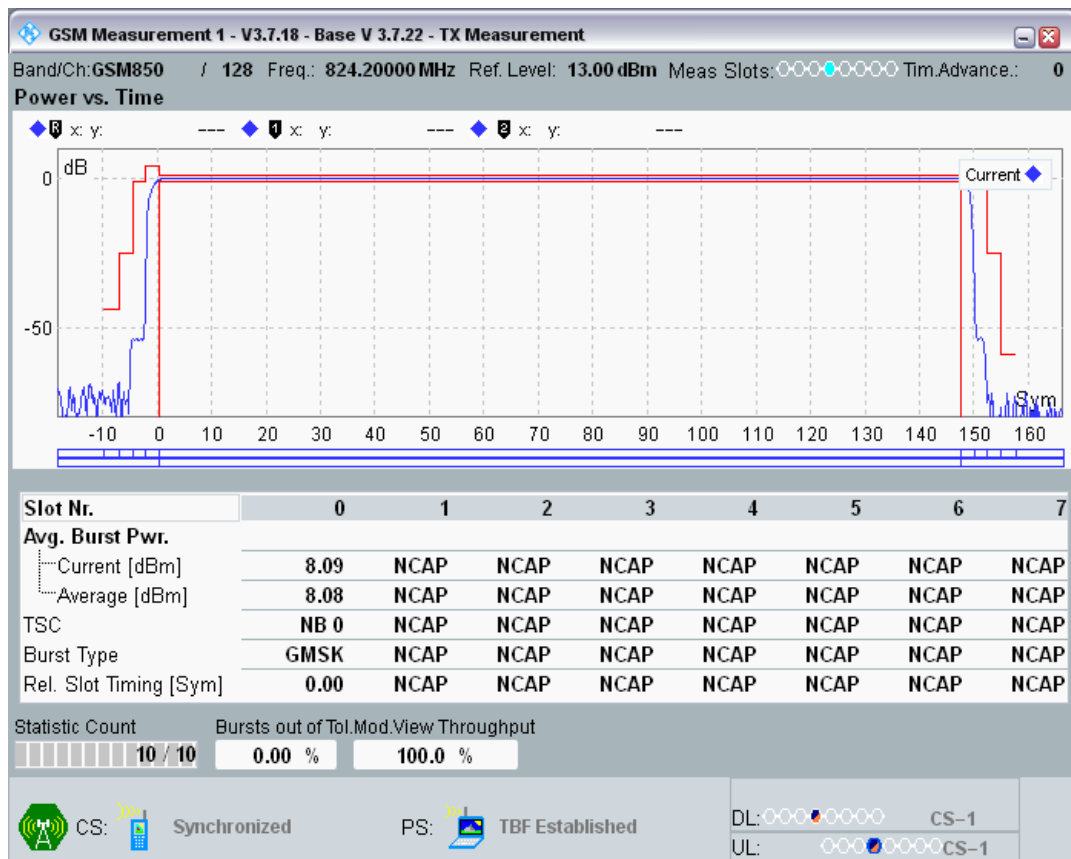 GSM Measurement 1 - V3.7.18 - Base V 3.7.22 - TX Measurement
Band/Ch:GSM850 / 128 Freq.: 824.20000 MHz Ref. Level: 13.00 dBm Meas Slots: Tim.Advance.: 0
Power vs. Time
R x: y: --- 1 x: y: --- 2 x: y: ---
dB
0
Current
-50
Sym
-10 0 10 20 30 40 50 60 70 80 90 100 110 120 130 140 150 160
Slot Nr. 0 1 2 3 4 5 6 7
Avg. Burst Pwr.
Current [dBm] 8.09 NCAP NCAP NCAP NCAP NCAP NCAP NCAP
Average [dBm] 8.08 NCAP NCAP NCAP NCAP NCAP NCAP NCAP
TSC NB 0 NCAP NCAP NCAP NCAP NCAP NCAP NCAP
Burst Type GMSK NCAP NCAP NCAP NCAP NCAP NCAP NCAP
Rel. Slot Timing [Sym] 0.00 NCAP NCAP NCAP NCAP NCAP NCAP NCAP
Statistic Count Bursts out of Tol.Mod.View Throughput
10 / 10 0.00 % 100.0 %
CS: Synchronized PS: TBF Established
DL: CS-1
UL: CS-1